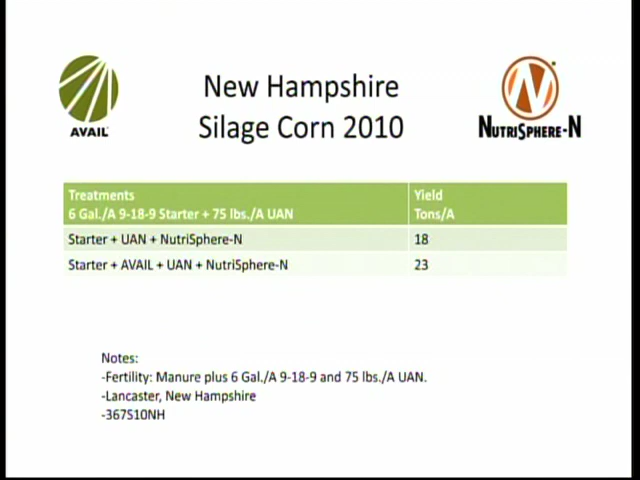 AVAIL
New Hampshire
Silage Corn 2010
NUTRISPHERE-N
Treatments
6 Gal./A 9-18-9 Starter + 75 lbs./A UAN
Yield
Tons/A
Starter + UAN + NutriSphere-N 18
Starter + AVAIL + UAN + NutriSphere-N 23
Notes:
-Fertility: Manure plus 6 Gal./A 9-18-9 and 75 lbs./A UAN.
-Lancaster, New Hampshire
-367S10NH